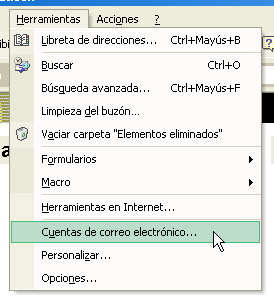 Herramientas Acciones ?
Libreta de direcciones... Ctrl+Mayús+B
Buscar Ctrl+O
Búsqueda avanzada... Ctrl+Mayús+F
Limpieza del buzón...
Vaciar carpeta "Elementos eliminados"
Formularios
Macro
Herramientas en Internet...
Cuentas de correo electrónico...
Personalizar...
Opciones...